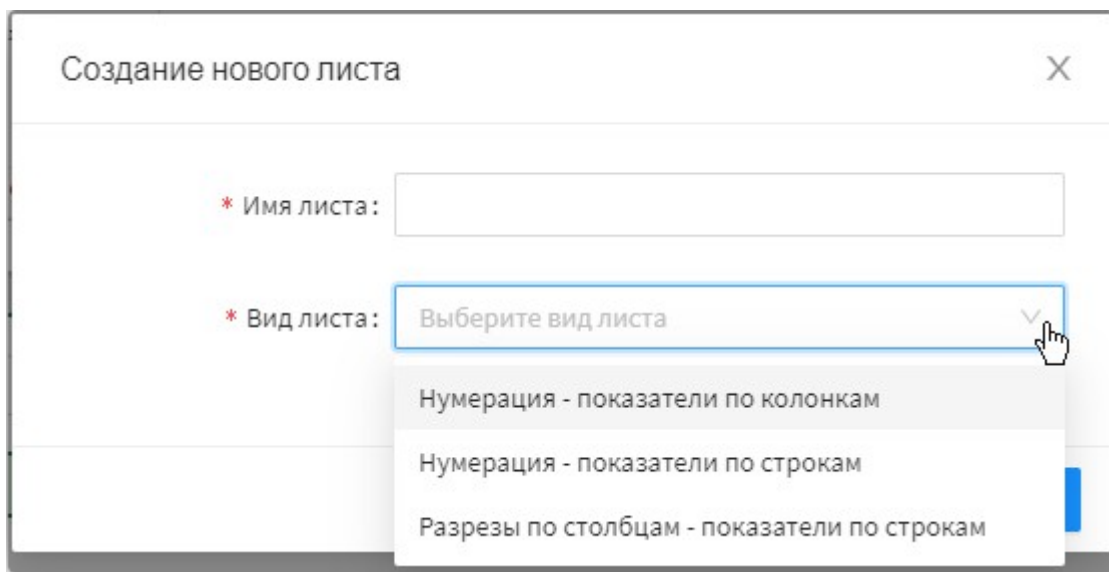 Создание нового листа
* Имя листа:
* Вид листа: Выберите вид листа
Нумерация - показатели по колонкам
Нумерация - показатели по строкам
Разрезы по столбцам - показатели по строкам